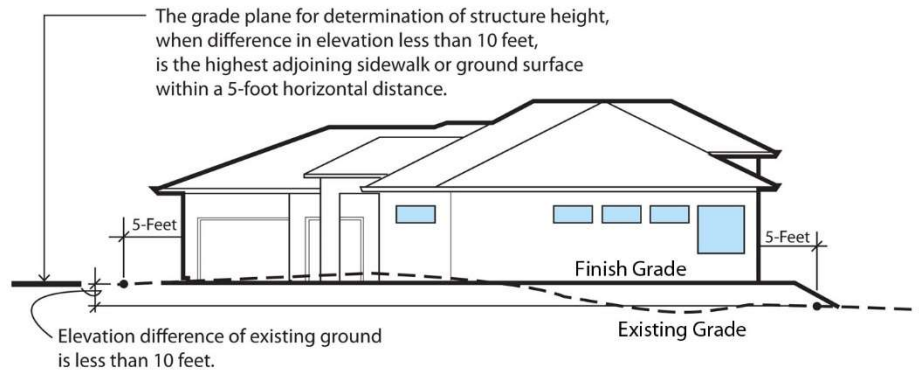 The grade plane for determination of structure height,
when difference in elevation less than 10 feet,
is the highest adjoining sidewalk or ground surface
within a 5-foot horizontal distance.
5-Feet
5-Feet
Finish Grade
Existing Grade
Elevation difference of existing ground
is less than 10 feet.